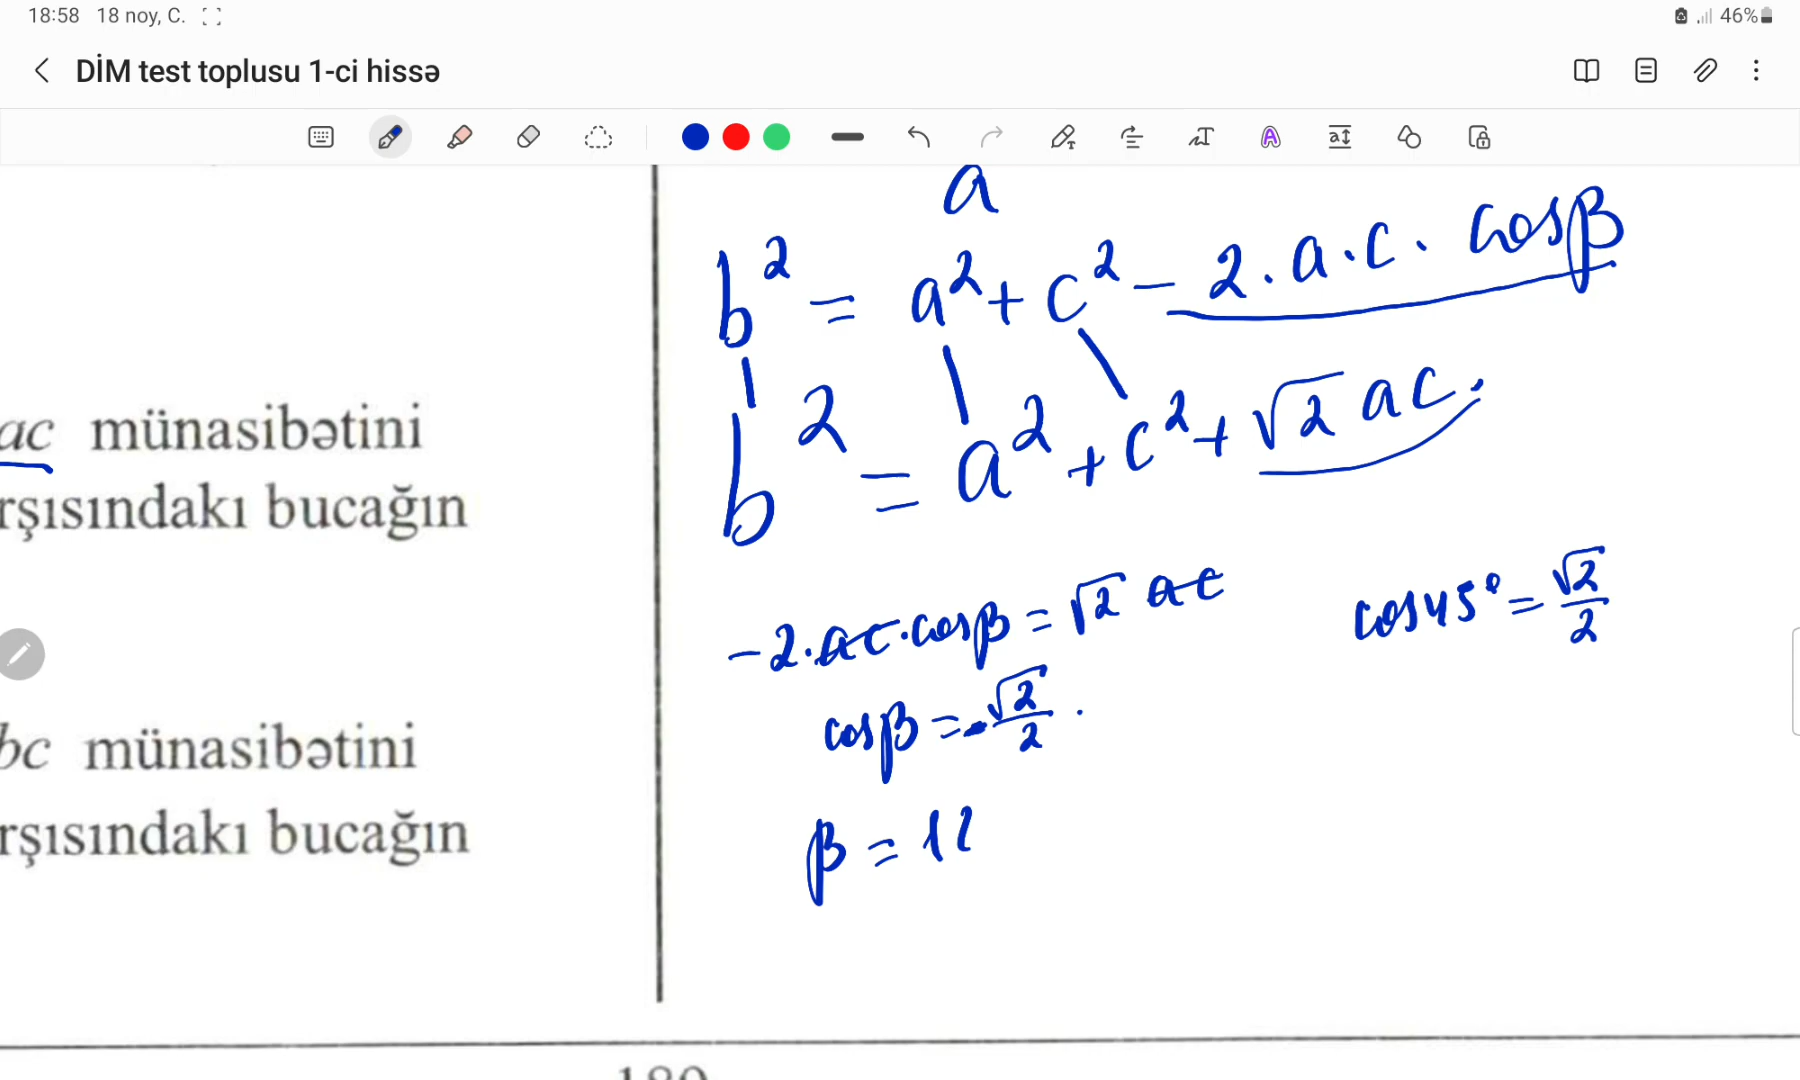 18:58 18 noy, C. 46%
DİM test toplusu 1-ci hissə
a
b² = a² + c² - 2·a·c· cosβ
b² = a² + c² + √2 ac.
ac münasibətini
rşısındakı bucağın
-2·ac·cosβ = √2 ac
cos45° = √2/2
cosβ = -√2/2 .
bc münasibətini
rşısındakı bucağın
β = 12